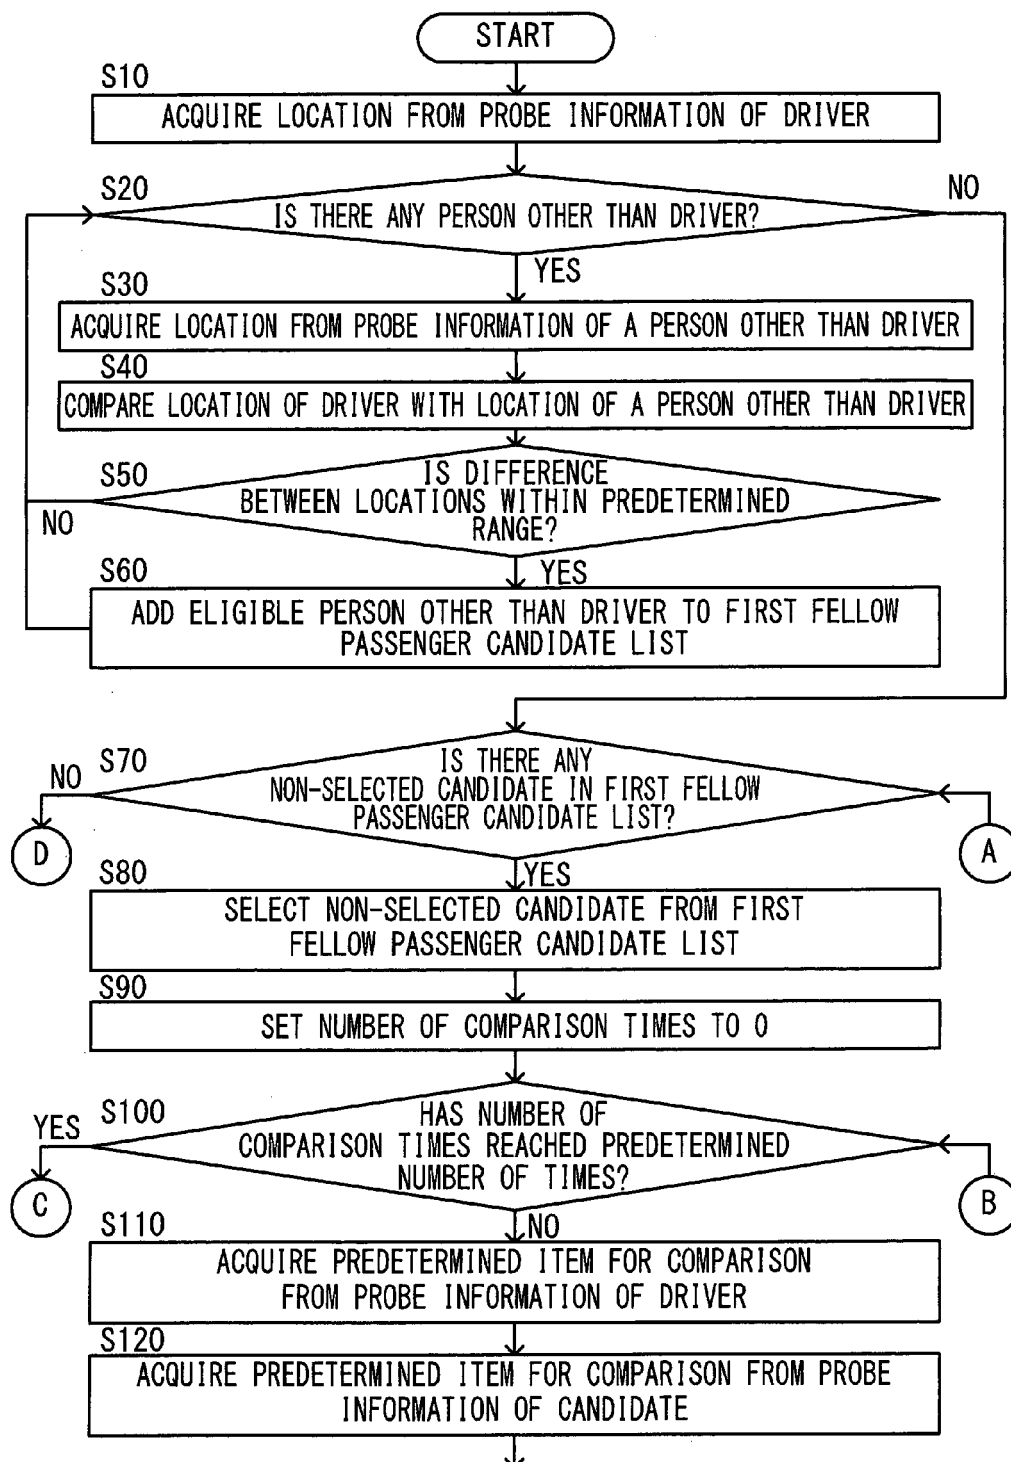 START
S10
ACQUIRE LOCATION FROM PROBE INFORMATION OF DRIVER
S20
NO
IS THERE ANY PERSON OTHER THAN DRIVER?
YES
S30
ACQUIRE LOCATION FROM PROBE INFORMATION OF A PERSON OTHER THAN DRIVER
S40
COMPARE LOCATION OF DRIVER WITH LOCATION OF A PERSON OTHER THAN DRIVER
S50
IS DIFFERENCE
BETWEEN LOCATIONS WITHIN PREDETERMINED
RANGE?
NO
YES
S60
ADD ELIGIBLE PERSON OTHER THAN DRIVER TO FIRST FELLOW
PASSENGER CANDIDATE LIST
S70
NO
IS THERE ANY
NON-SELECTED CANDIDATE IN FIRST FELLOW
PASSENGER CANDIDATE LIST?
D
A
YES
S80
SELECT NON-SELECTED CANDIDATE FROM FIRST
FELLOW PASSENGER CANDIDATE LIST
S90
SET NUMBER OF COMPARISON TIMES TO 0
S100
YES
HAS NUMBER OF
COMPARISON TIMES REACHED PREDETERMINED
NUMBER OF TIMES?
C
B
NO
S110
ACQUIRE PREDETERMINED ITEM FOR COMPARISON
FROM PROBE INFORMATION OF DRIVER
S120
ACQUIRE PREDETERMINED ITEM FOR COMPARISON FROM PROBE
INFORMATION OF CANDIDATE